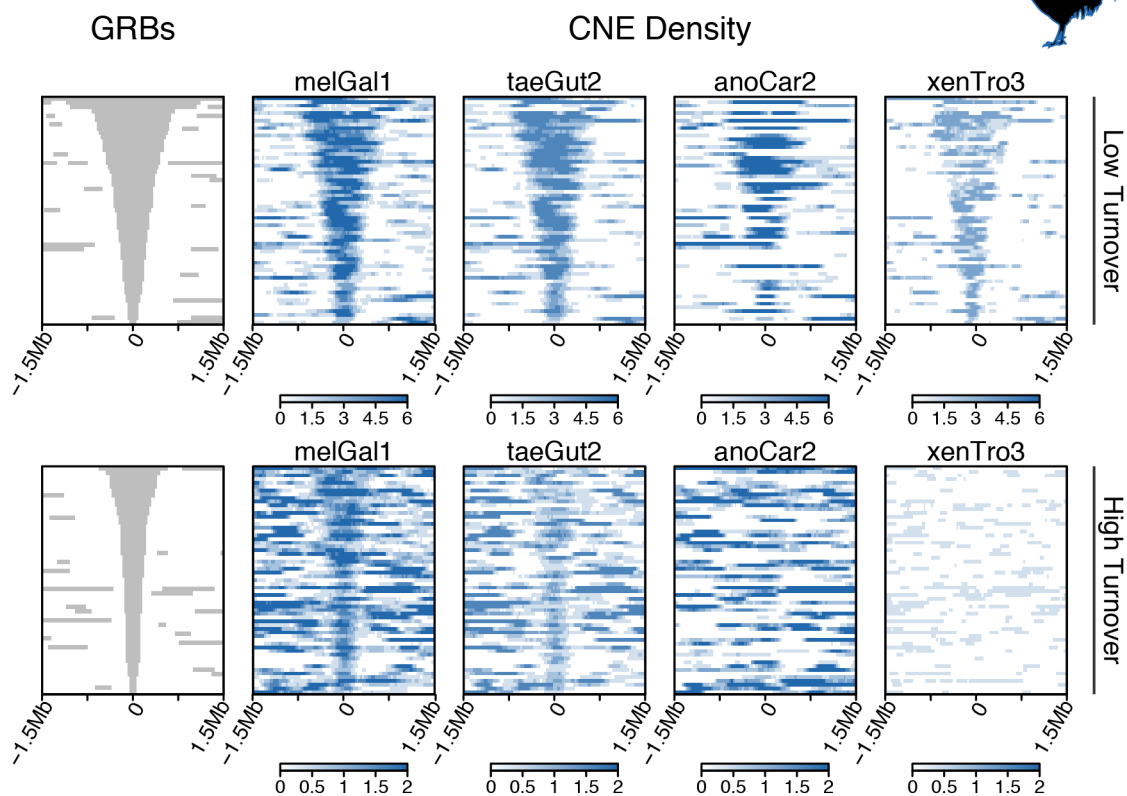 GRBs CNE Density
melGal1 taeGut2 anoCar2 xenTro3
Low Turnover
−1.5Mb 0 1.5Mb −1.5Mb 0 1.5Mb −1.5Mb 0 1.5Mb −1.5Mb 0 1.5Mb −1.5Mb 0 1.5Mb
0 1.5 3 4.5 6 0 1.5 3 4.5 6 0 1.5 3 4.5 6 0 1.5 3 4.5 6
melGal1 taeGut2 anoCar2 xenTro3
High Turnover
−1.5Mb 0 1.5Mb −1.5Mb 0 1.5Mb −1.5Mb 0 1.5Mb −1.5Mb 0 1.5Mb −1.5Mb 0 1.5Mb
0 0.5 1 1.5 2 0 0.5 1 1.5 2 0 0.5 1 1.5 2 0 0.5 1 1.5 2